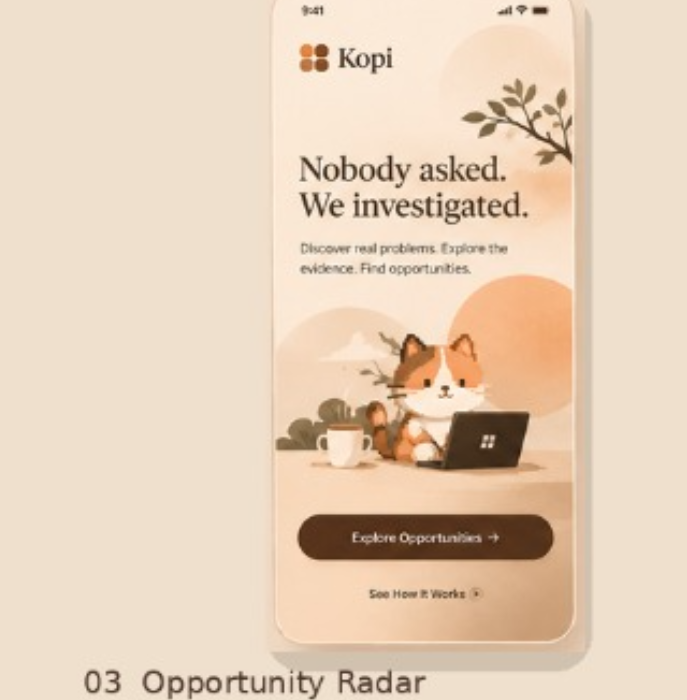 9:41
Kopi
Nobody asked.
We investigated.
Discover real problems. Explore the
evidence. Find opportunities.
Explore Opportunities →
See How It Works
03 Opportunity Radar